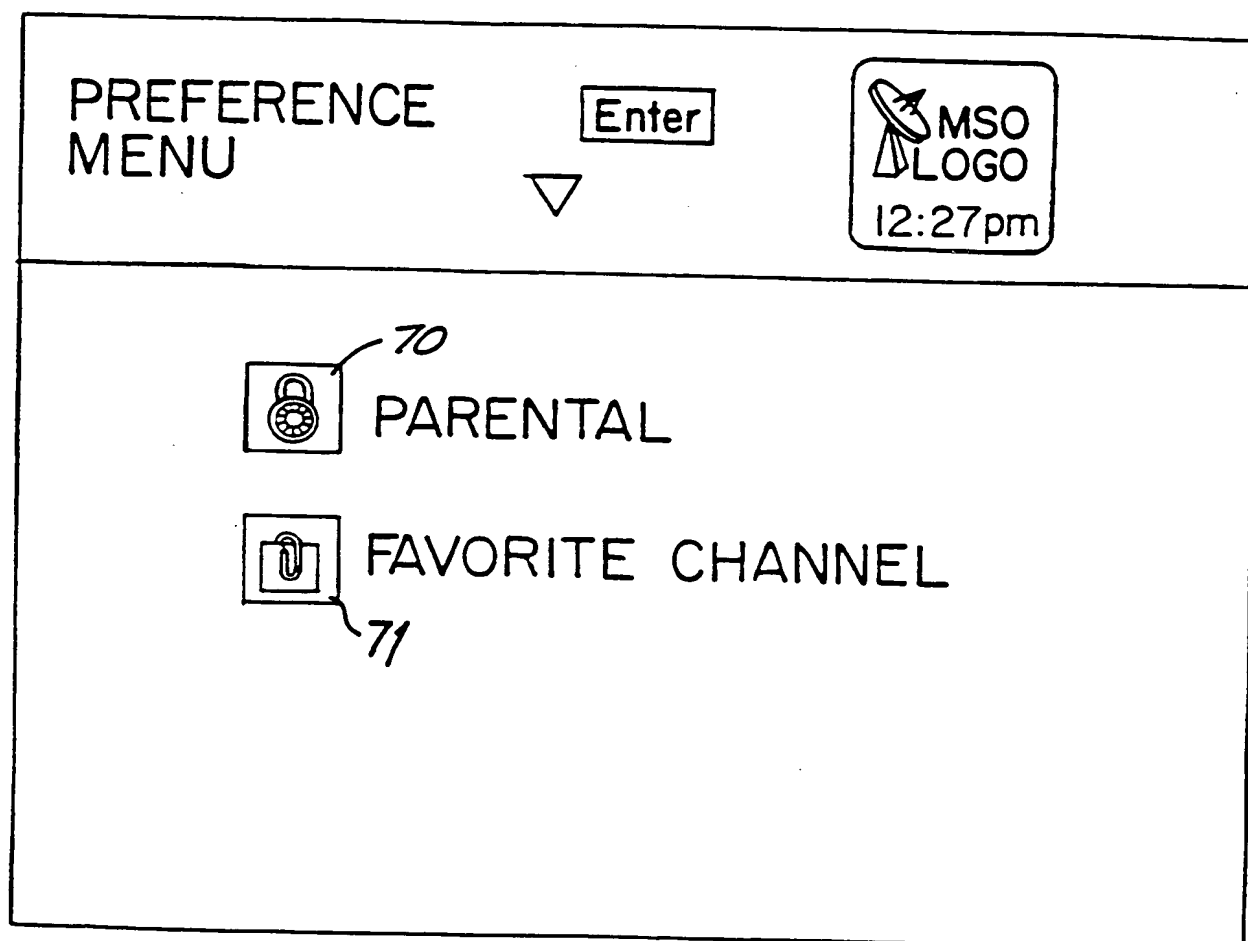 PREFERENCE
MENU
Enter
MSO
LOGO
12:27pm
70
PARENTAL
FAVORITE CHANNEL
71